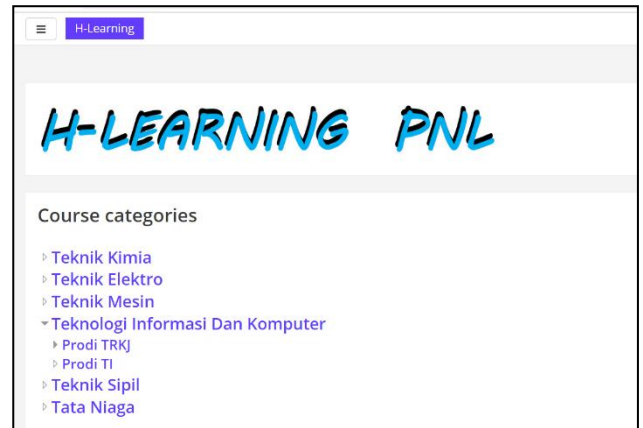 H-Learning
H-LEARNING PNL
Course categories
Teknik Kimia
Teknik Elektro
Teknik Mesin
Teknologi Informasi Dan Komputer
Prodi TRKJ
Prodi TI
Teknik Sipil
Tata Niaga